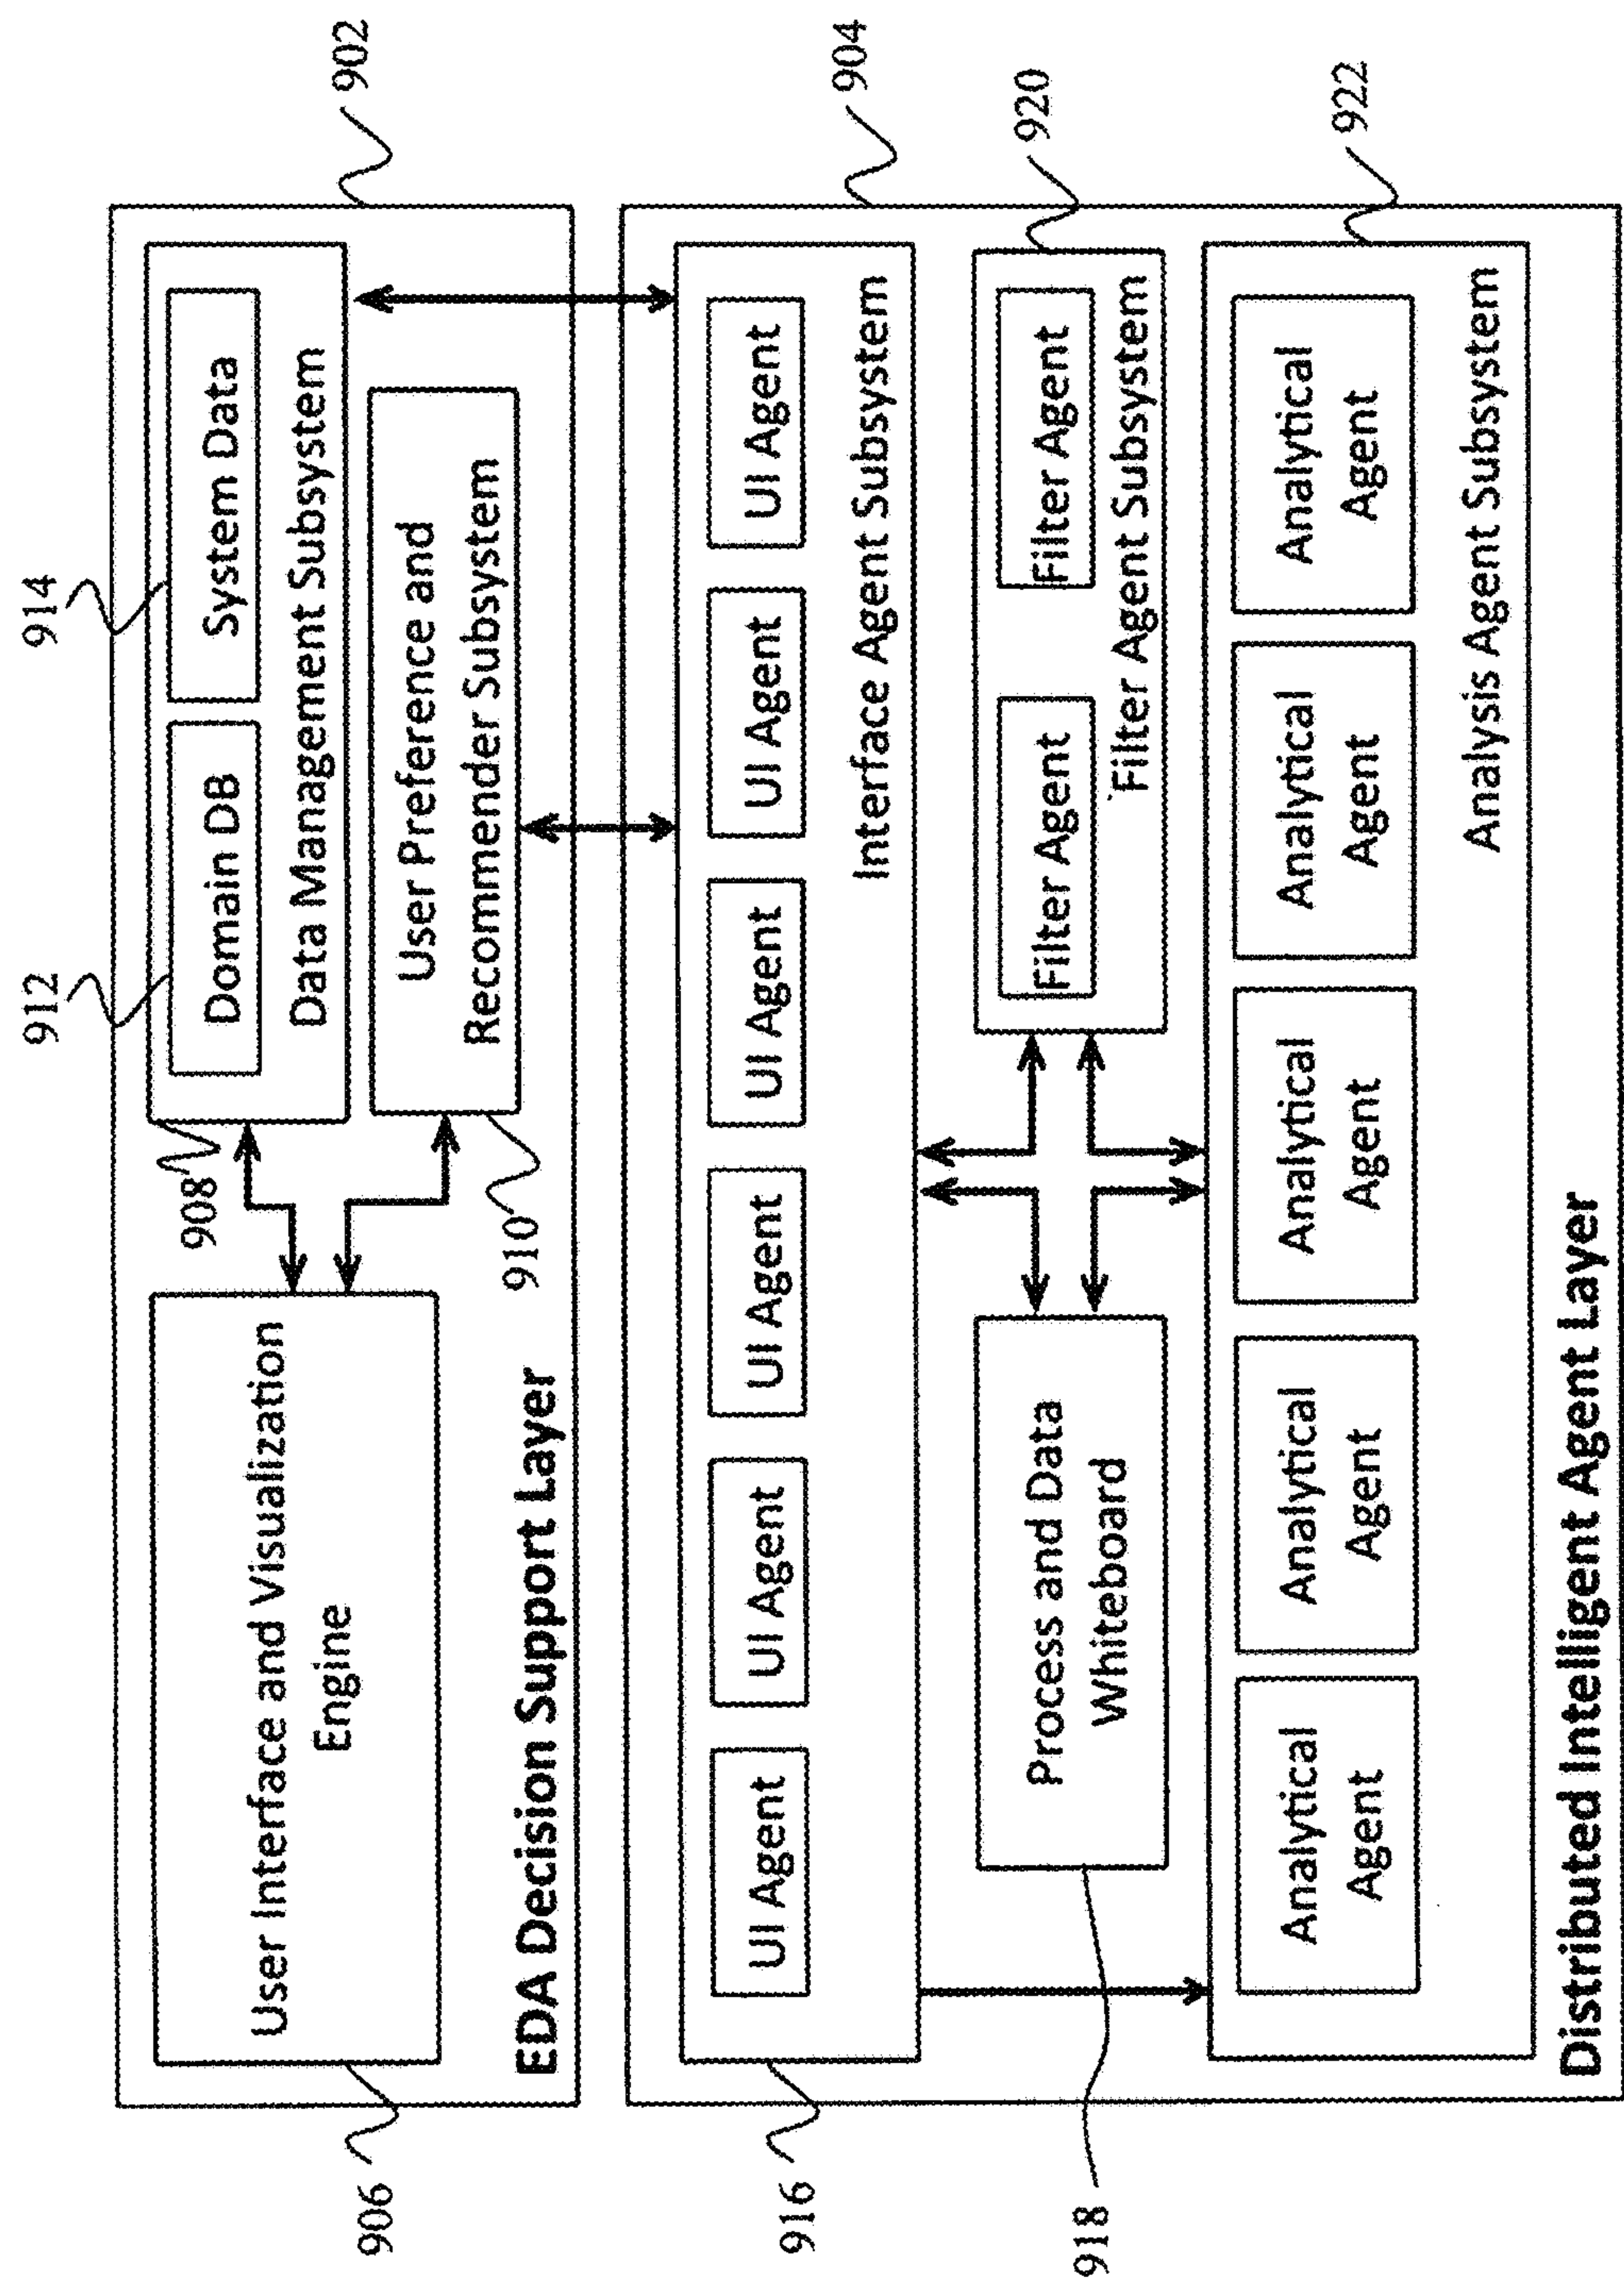 902
914
912
System Data
Domain DB
Data Management Subsystem
908
User Preference and
Recommender Subsystem
910
User Interface and Visualization
Engine
906
EDA Decision Support Layer
904
UI Agent
UI Agent
UI Agent
UI Agent
UI Agent
UI Agent
Interface Agent Subsystem
916
Process and Data
Whiteboard
918
Filter Agent
Filter Agent
Filter Agent Subsystem
920
Analytical
Agent
Analytical
Agent
Analytical
Agent
Analytical
Agent
Analytical
Agent
Analysis Agent Subsystem
922
Distributed Intelligent Agent Layer